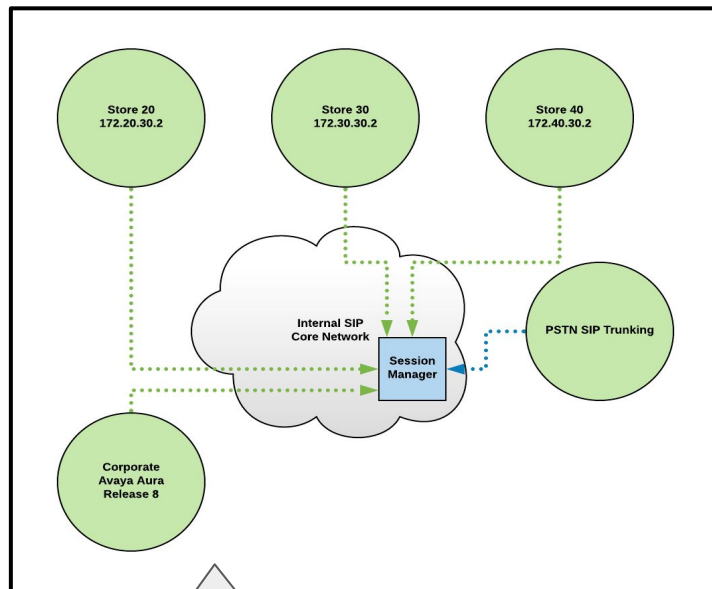 Store 20
172.20.30.2
Store 30
172.30.30.2
Store 40
172.40.30.2
Internal SIP
Core Network
Session
Manager
PSTN SIP Trunking
Corporate
Avaya Aura
Release 8